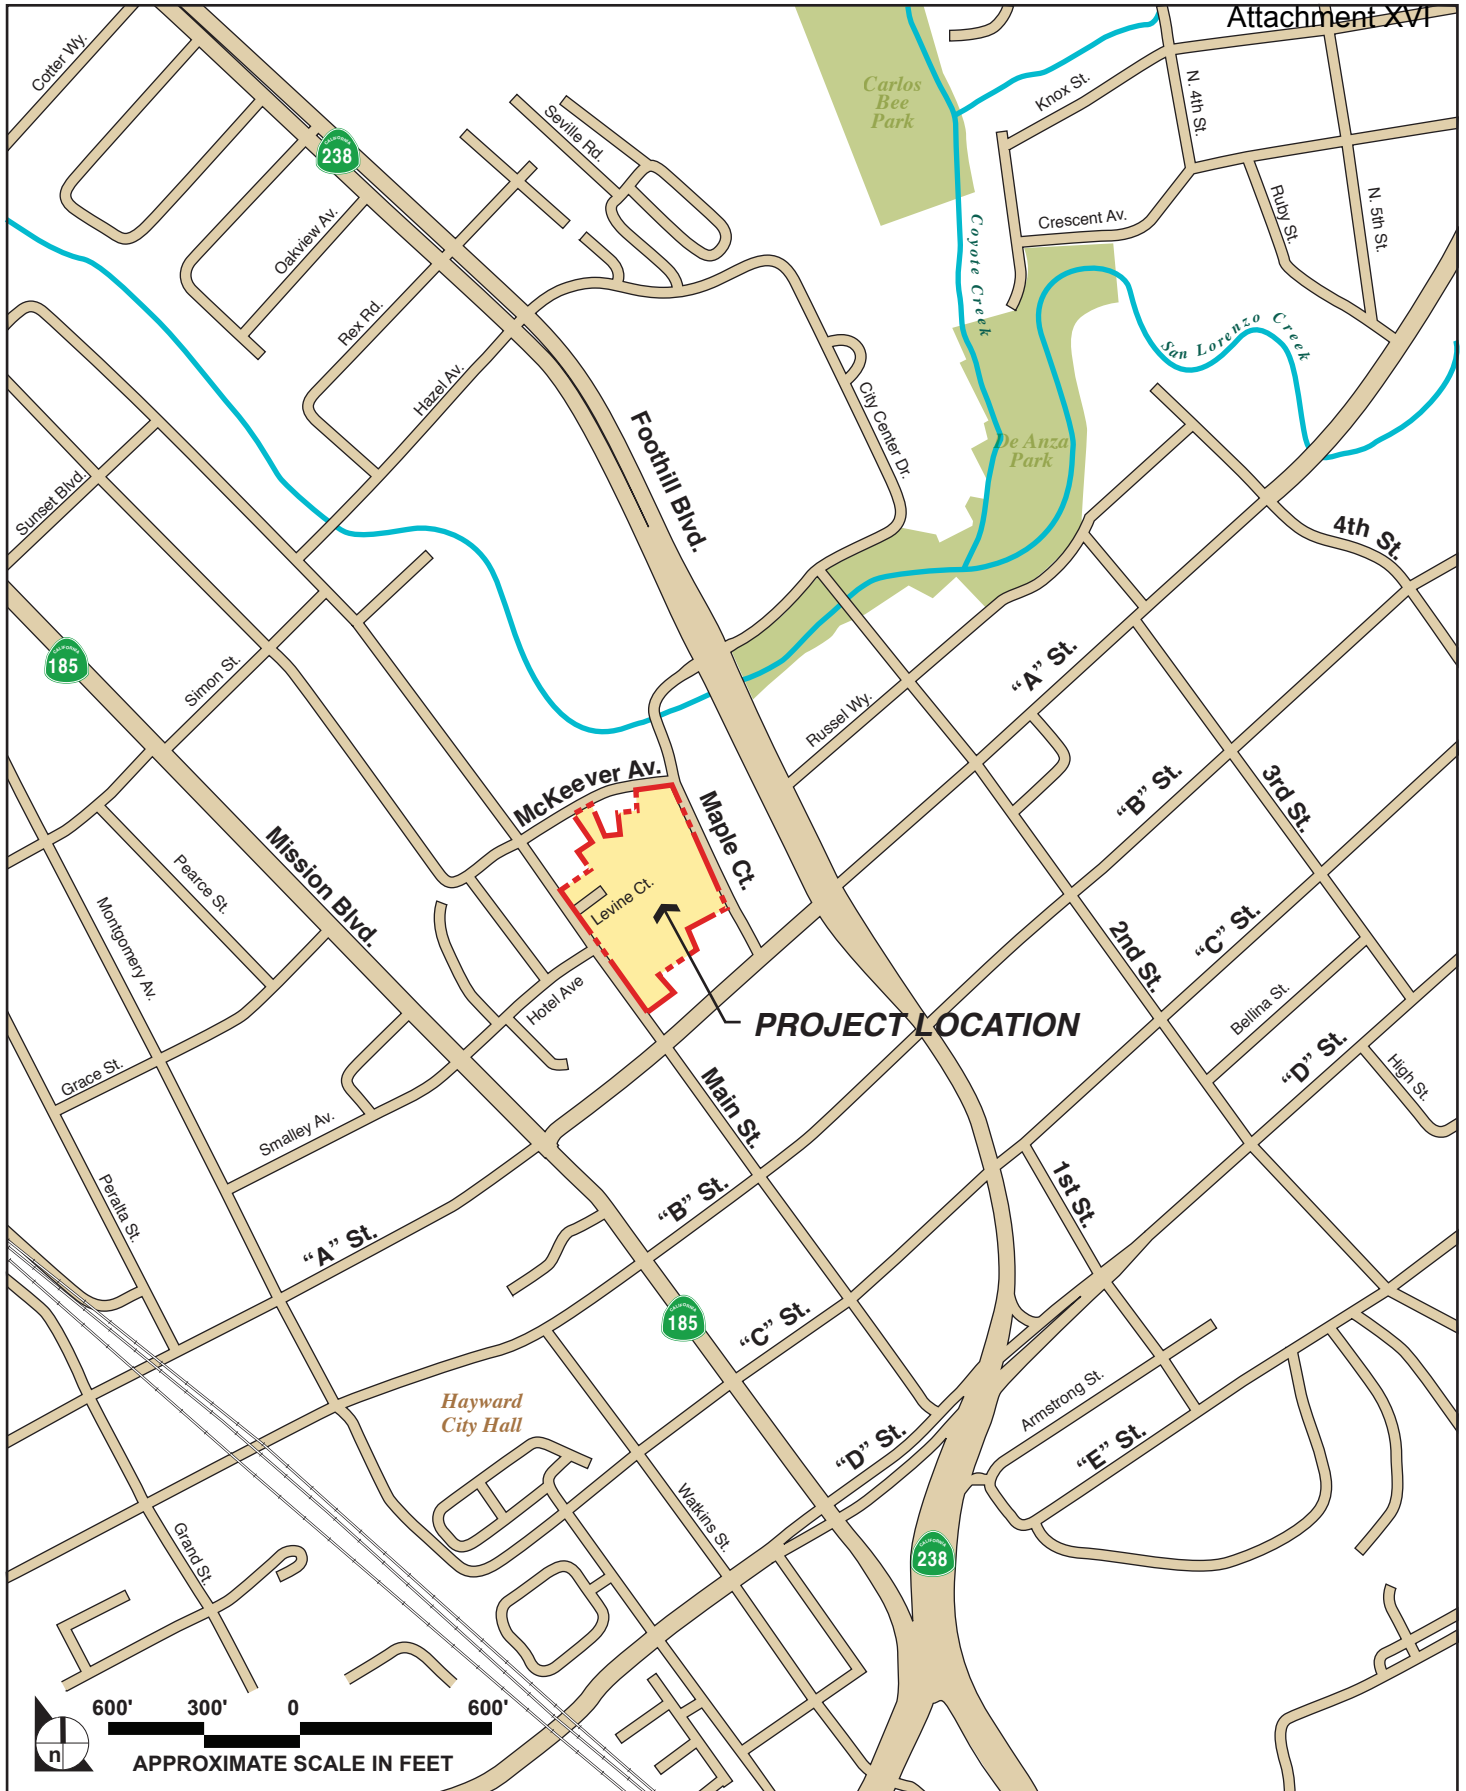 Attachment XVI
Cotter Wy.
CALIFORNIA
238
Seville Rd.
Carlos
Bee
Park
Knox St.
N. 4th St.
Oakview Av.
Coyote Creek
Crescent Av.
Ruby St.
N. 5th St.
Rex Rd.
San Lorenzo Creek
Hazel Av.
City Center Dr.
Foothill Blvd.
De Anza
Park
Sunset Blvd.
4th St.
CALIFORNIA
185
Simon St.
"A" St.
Russel Wy.
McKeever Av.
Maple Ct.
"B" St.
3rd St.
Mission Blvd.
Pearce St.
Levine Ct.
Montgomery Av.
2nd St.
"C" St.
Hotel Ave
PROJECT LOCATION
Bellina St.
"D" St.
High St.
Grace St.
Main St.
Smalley Av.
Peralta St.
"B" St.
1st St.
"A" St.
CALIFORNIA
185
"C" St.
Hayward
City Hall
Armstrong St.
"D" St.
"E" St.
Watkins St.
Grand St.
CALIFORNIA
238
n
600' 300' 0 600'
APPROXIMATE SCALE IN FEET